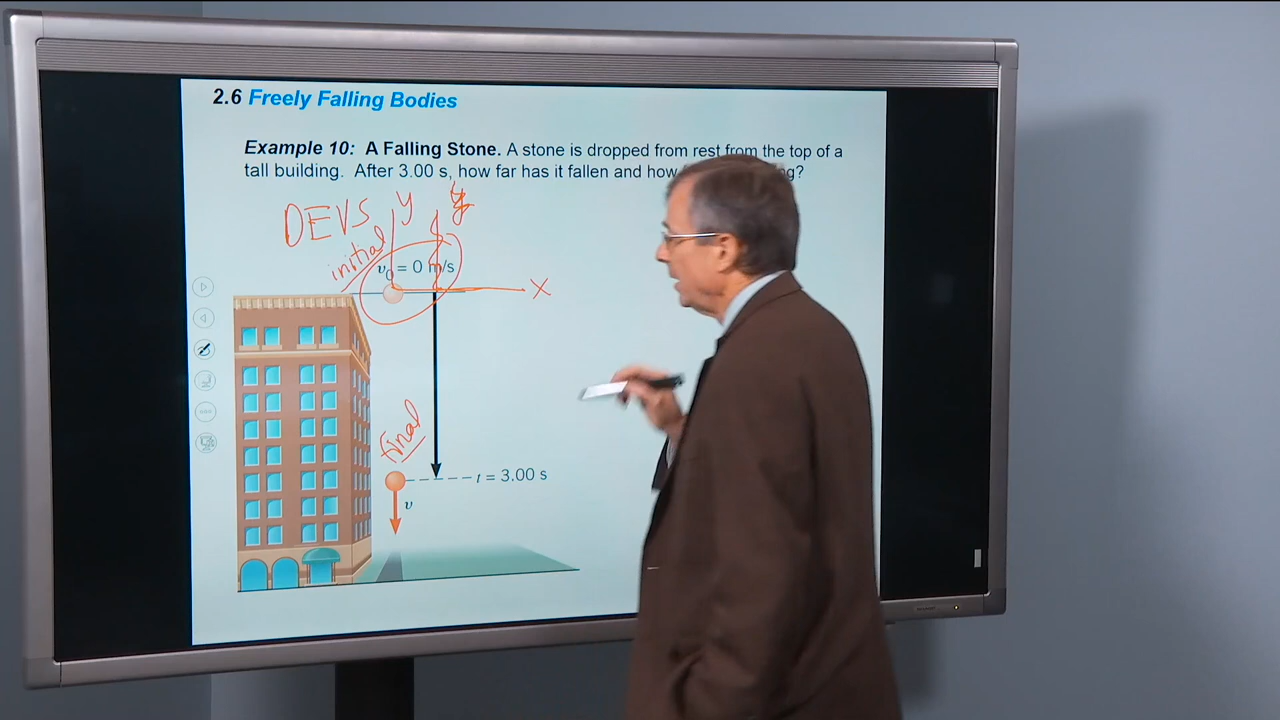 2.6 Freely Falling Bodies
Example 10: A Falling Stone. A stone is dropped from rest from the top of a
tall building. After 3.00 s, how far has it fallen and how
DEVS y y
initial
v0 = 0 m/s
x
final
t = 3.00 s
v